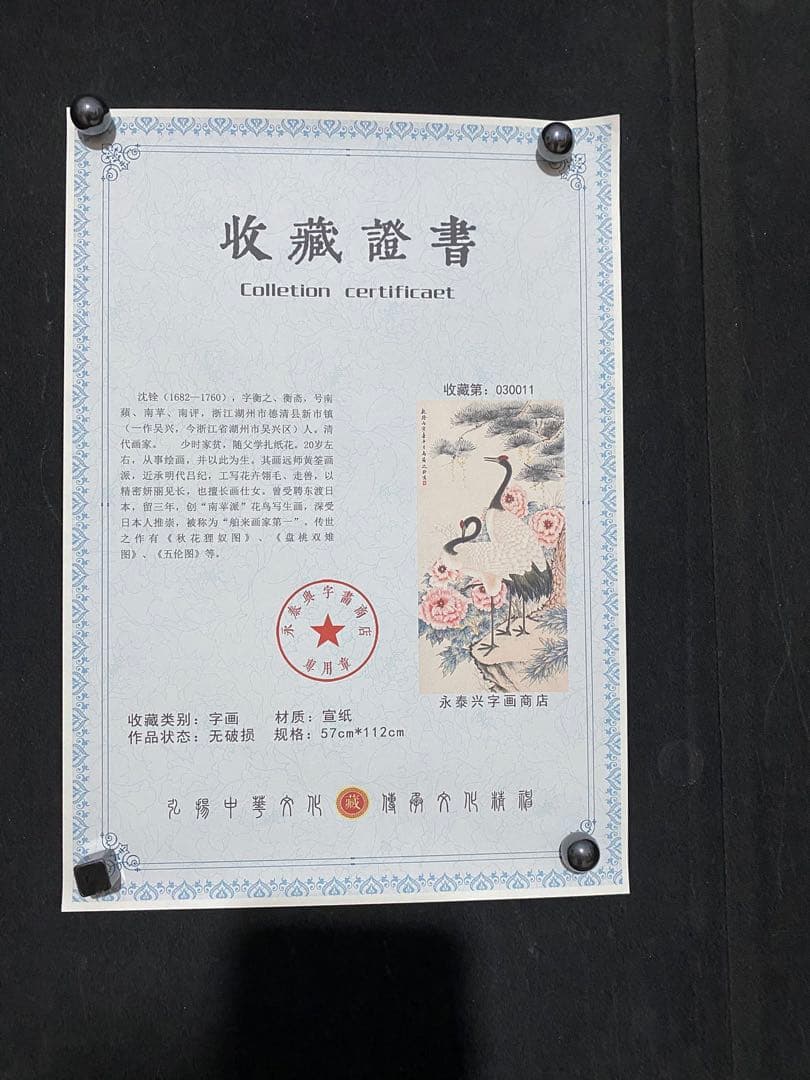 收藏證書
Colletion certificaet
沈铨(1682—1760),字衡之、衡斋,号南
蘋、南苹、南评,浙江湖州市德清县新市镇
(一作吴兴,今浙江省湖州市吴兴区)人。清
代画家。 少时家贫,随父学扎纸花。20岁左
右,从事绘画,并以此为生。其画远师黄筌画
派,近承明代吕纪,工写花卉翎毛、走兽,以
精密妍丽见长,也擅长画仕女。曾受聘东渡日
本,留三年,创“南苹派”花鸟写生画,深受
日本人推崇,被称为“舶来画家第一”。传世
之作有《秋花狸奴图》、《盘桃双雉
图》、《五伦图》等。
收藏第:030011
永泰兴字画商店
永泰興字畫商店
專用章
收藏类别:字画 材质:宣纸
作品状态:无破损 规格:57cm*112cm
弘揚中華文化 藏 傳承文化精神